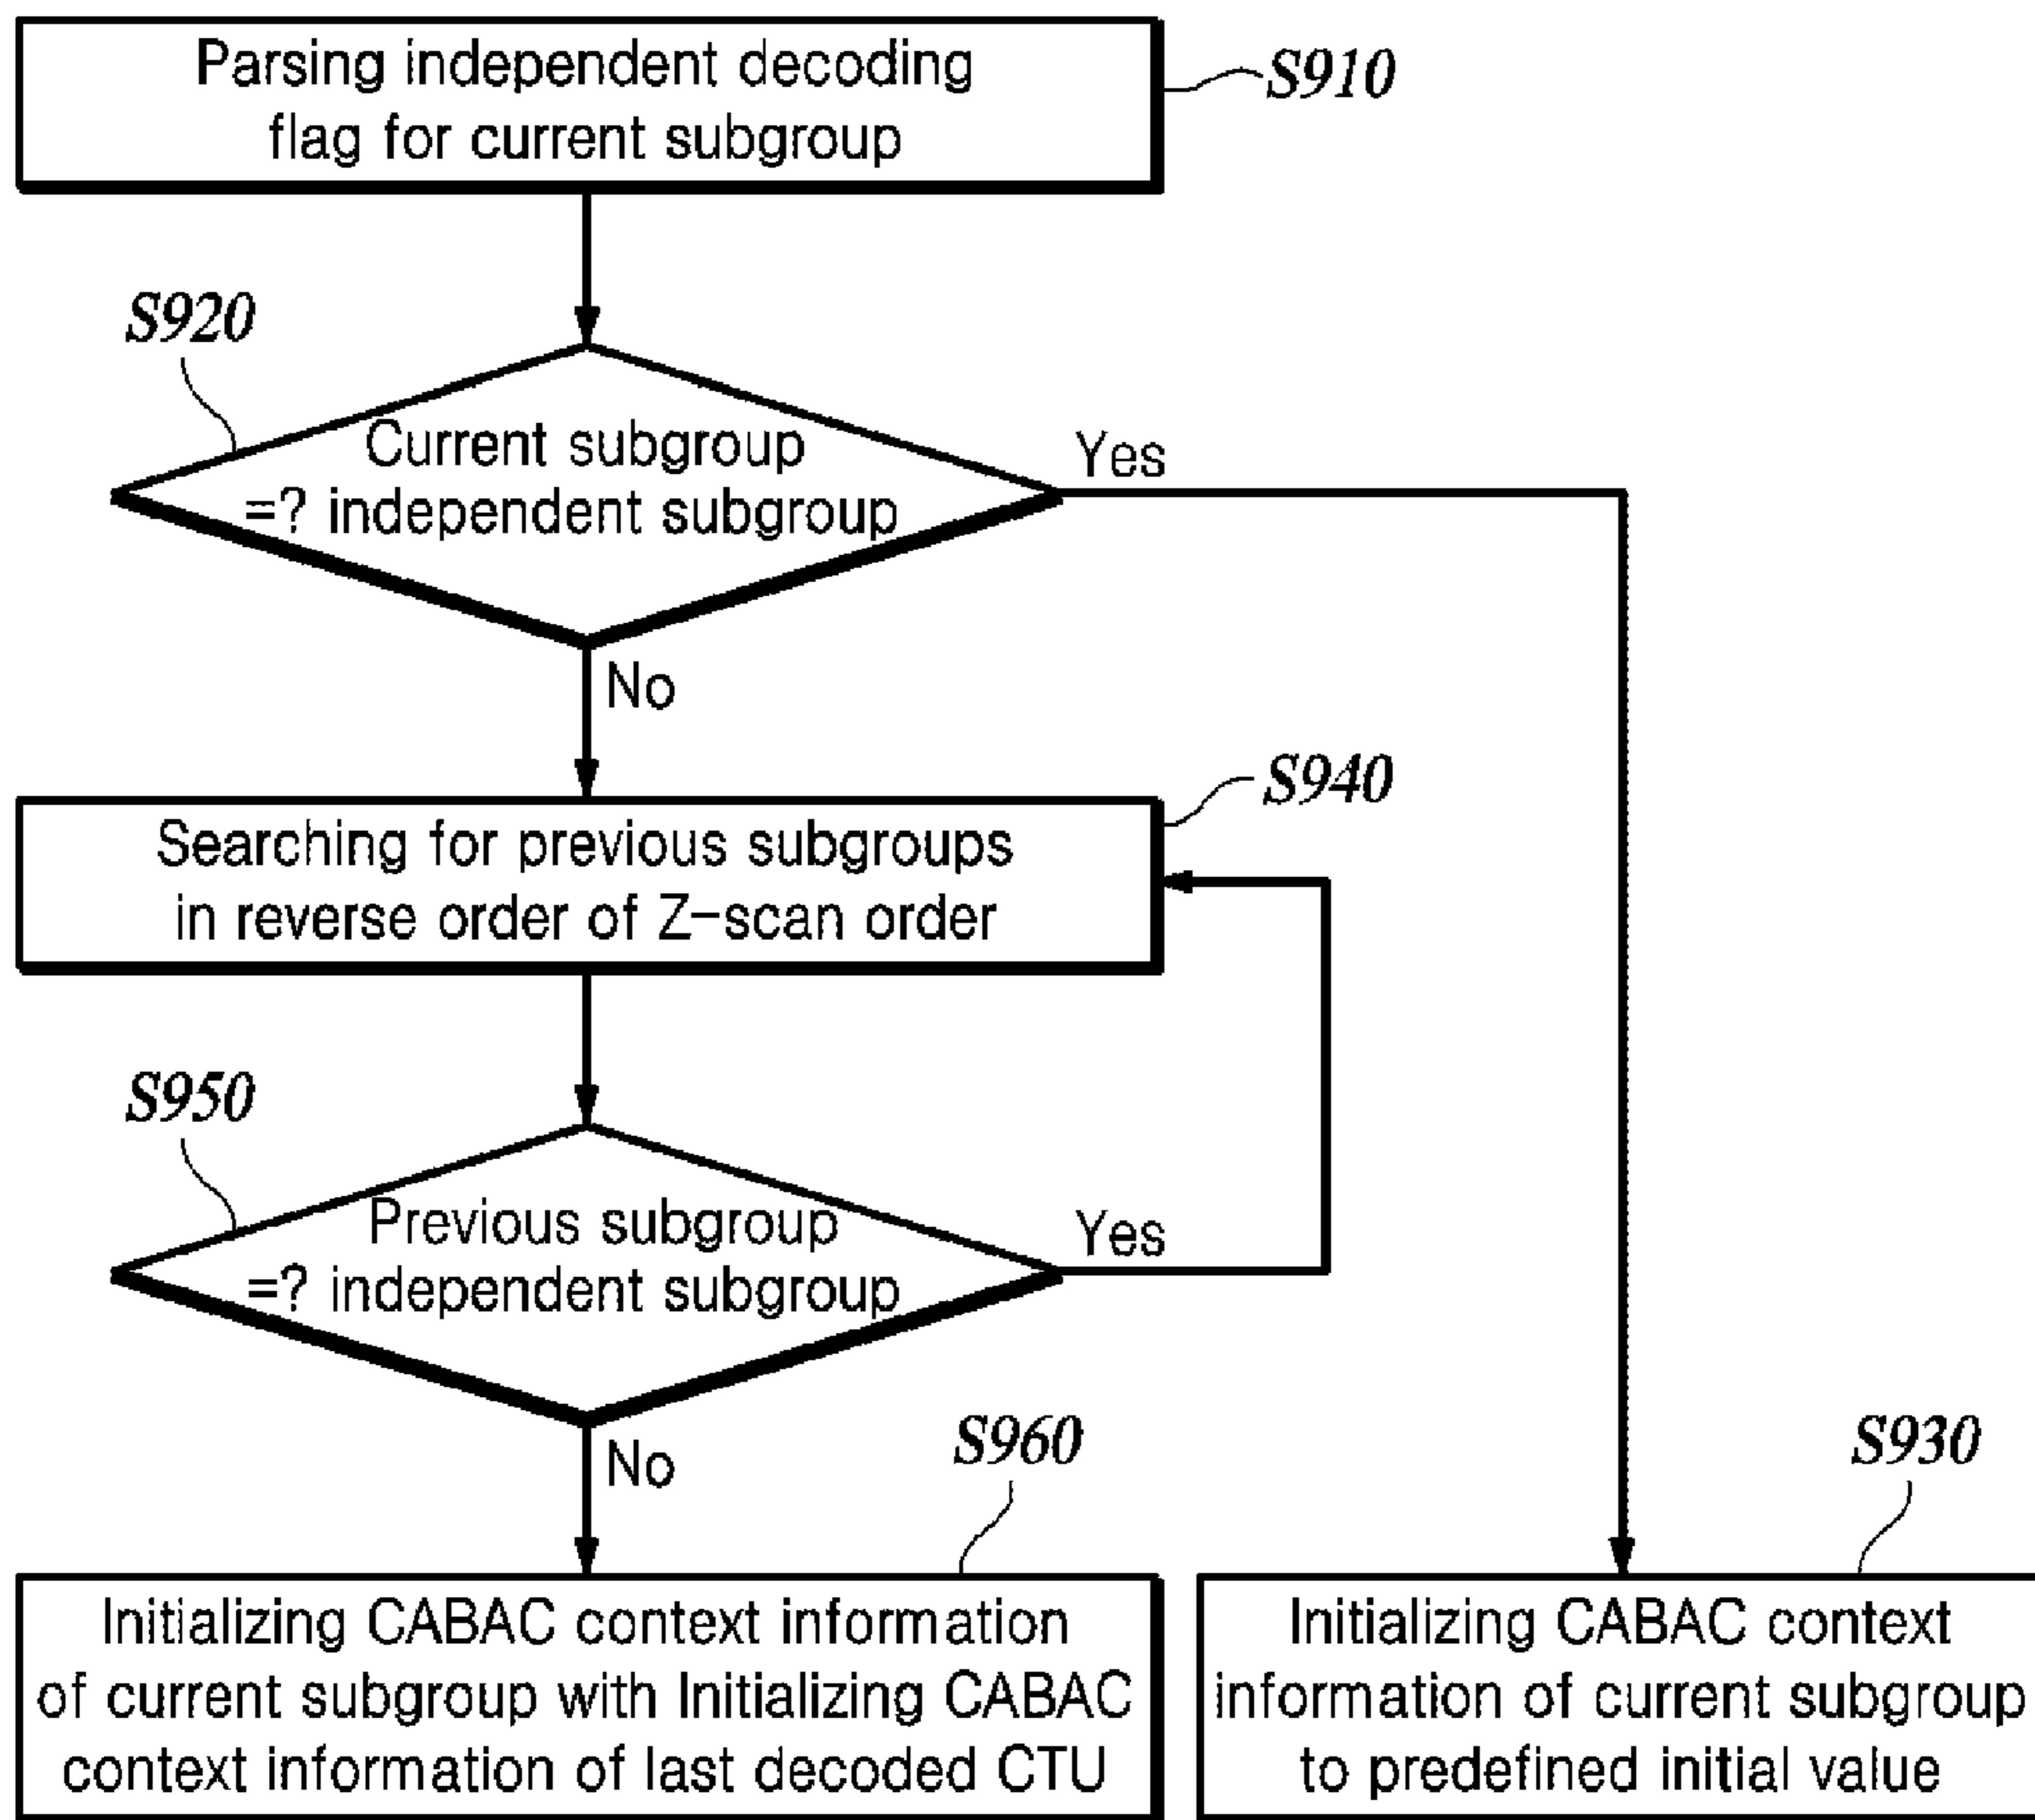 Parsing independent decoding
flag for current subgroup
S910
S920
Current subgroup
=? independent subgroup
Yes
No
S940
Searching for previous subgroups
in reverse order of Z-scan order
S950
Previous subgroup
=? independent subgroup
Yes
No
S960
S930
Initializing CABAC context information
of current subgroup with Initializing CABAC
context information of last decoded CTU
Initializing CABAC context
information of current subgroup
to predefined initial value